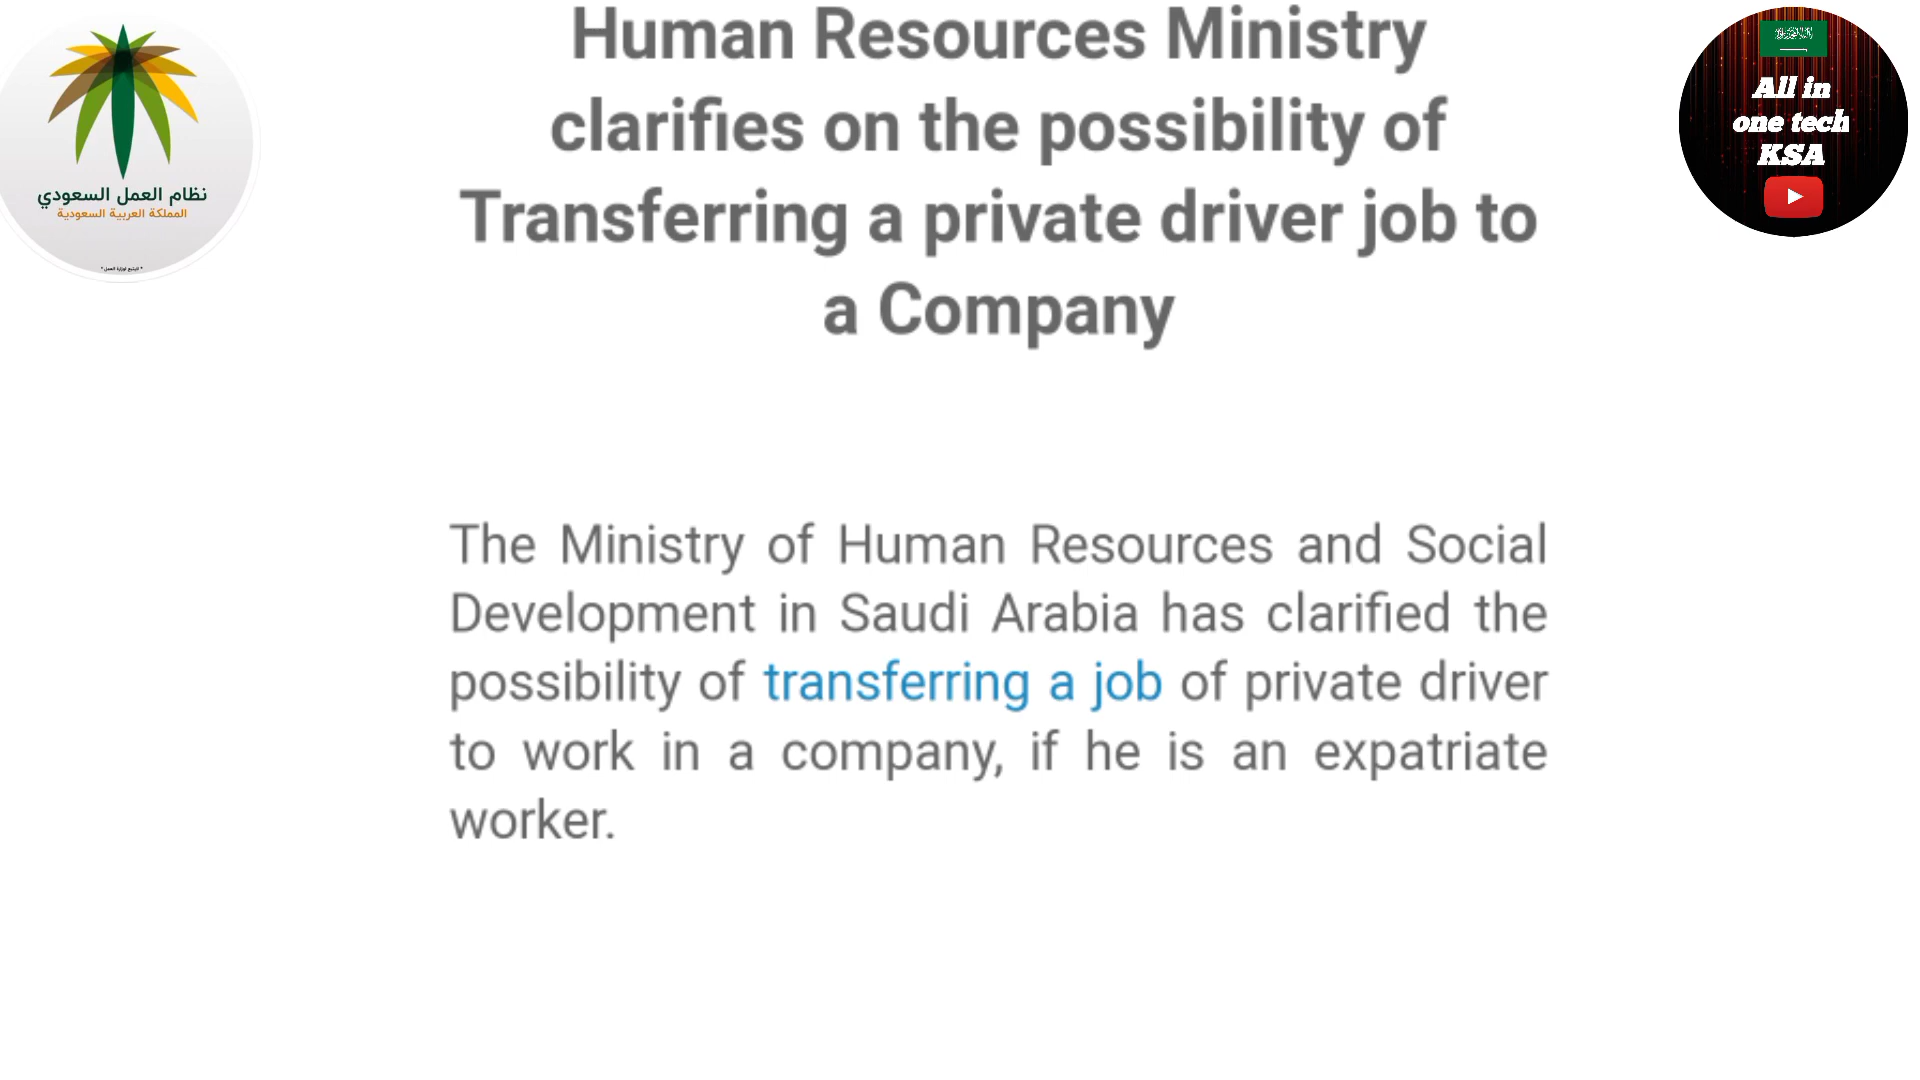 Human Resources Ministry
clarifies on the possibility of
Transferring a private driver job to
a Company
نظام العمل السعودي
المملكة العربية السعودية
All in
one tech
KSA
The Ministry of Human Resources and Social
Development in Saudi Arabia has clarified the
possibility of transferring a job of private driver
to work in a company, if he is an expatriate
worker.